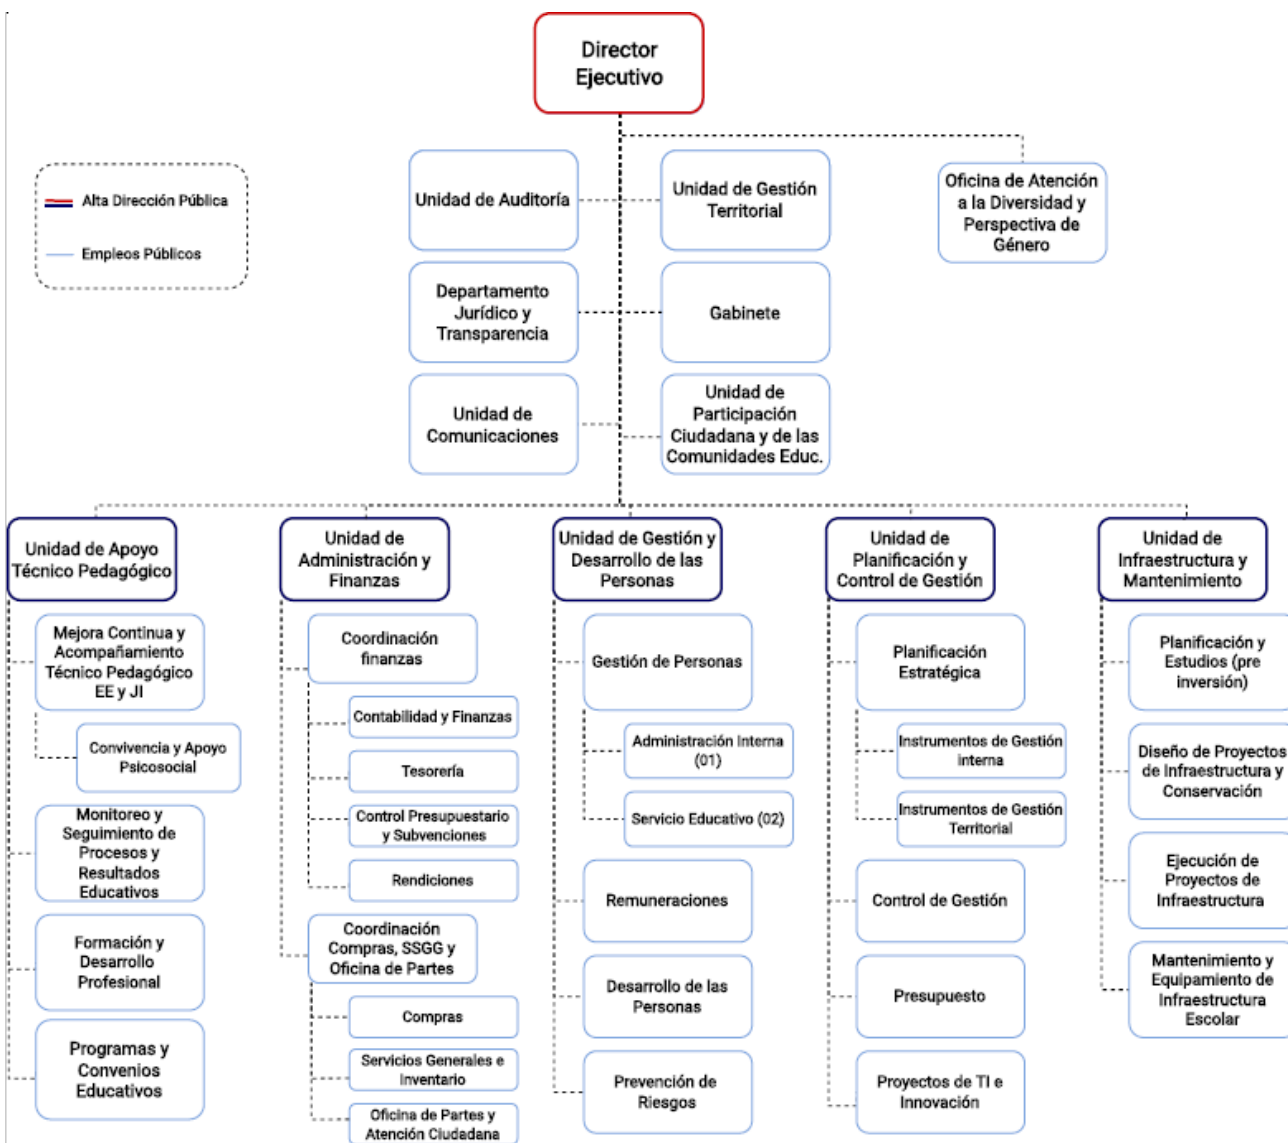 Director
Ejecutivo
Alta Dirección Pública
Empleos Públicos
Unidad de Auditoría
Unidad de Gestión
Territorial
Oficina de Atención
a la Diversidad y
Perspectiva de
Género
Departamento
Jurídico y
Transparencia
Gabinete
Unidad de
Comunicaciones
Unidad de
Participación
Ciudadana y de las
Comunidades Educ.
Unidad de Apoyo
Técnico Pedagógico
Mejora Continua y
Acompañamiento
Técnico Pedagógico
EE y JI
Convivencia y Apoyo
Psicosocial
Monitoreo y
Seguimiento de
Procesos y
Resultados
Educativos
Formación y
Desarrollo
Profesional
Programas y
Convenios
Educativos
Unidad de
Administración y
Finanzas
Coordinación
finanzas
Contabilidad y Finanzas
Tesorería
Control Presupuestario
y Subvenciones
Rendiciones
Coordinación
Compras, SSGG y
Oficina de Partes
Compras
Servicios Generales e
Inventario
Oficina de Partes y
Atención Ciudadana
Unidad de Gestión y
Desarrollo de las
Personas
Gestión de Personas
Administración Interna
(01)
Servicio Educativo (02)
Remuneraciones
Desarrollo de las
Personas
Prevención de
Riesgos
Unidad de
Planificación y
Control de Gestión
Planificación
Estratégica
Instrumentos de Gestión
interna
Instrumentos de Gestión
Territorial
Control de Gestión
Presupuesto
Proyectos de TI e
Innovación
Unidad de
Infraestructura y
Mantenimiento
Planificación y
Estudios (pre
inversión)
Diseño de Proyectos
de Infraestructura y
Conservación
Ejecución de
Proyectos de
Infraestructura
Mantenimiento y
Equipamiento de
Infraestructura
Escolar